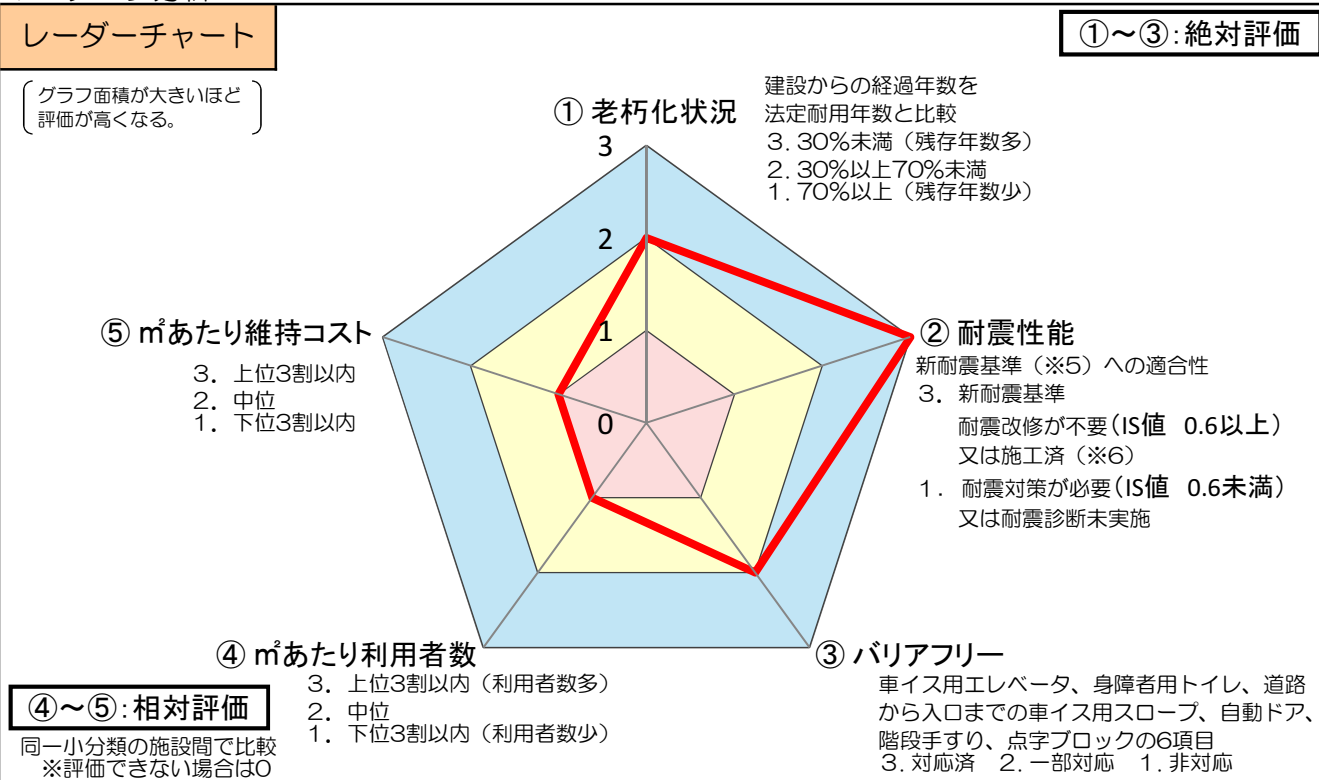 レーダーチャート
①～③:絶対評価
グラフ面積が大きいほど
評価が高くなる。
① 老朽化状況
建設からの経過年数を
法定耐用年数と比較
３．30％未満（残存年数多）
２．30％以上70％未満
１．70％以上（残存年数少）
3
2
1
0
② 耐震性能
新耐震基準（※５）への適合性
３． 新耐震基準
耐震改修が不要(IS値 0.6以上)
又は施工済（※６）
１． 耐震対策が必要(IS値 0.6未満)
又は耐震診断未実施
⑤ ㎡あたり維持コスト
３． 上位3割以内
２． 中位
１． 下位3割以内
③ バリアフリー
車イス用エレベータ、身障者用トイレ、道路
から入口までの車イス用スロープ、自動ドア、
階段手すり、点字ブロックの6項目
３．対応済 ２．一部対応 １．非対応
④ ㎡あたり利用者数
３． 上位3割以内（利用者数多）
２． 中位
１． 下位3割以内（利用者数少）
④～⑤:相対評価
同一小分類の施設間で比較
※評価できない場合は0